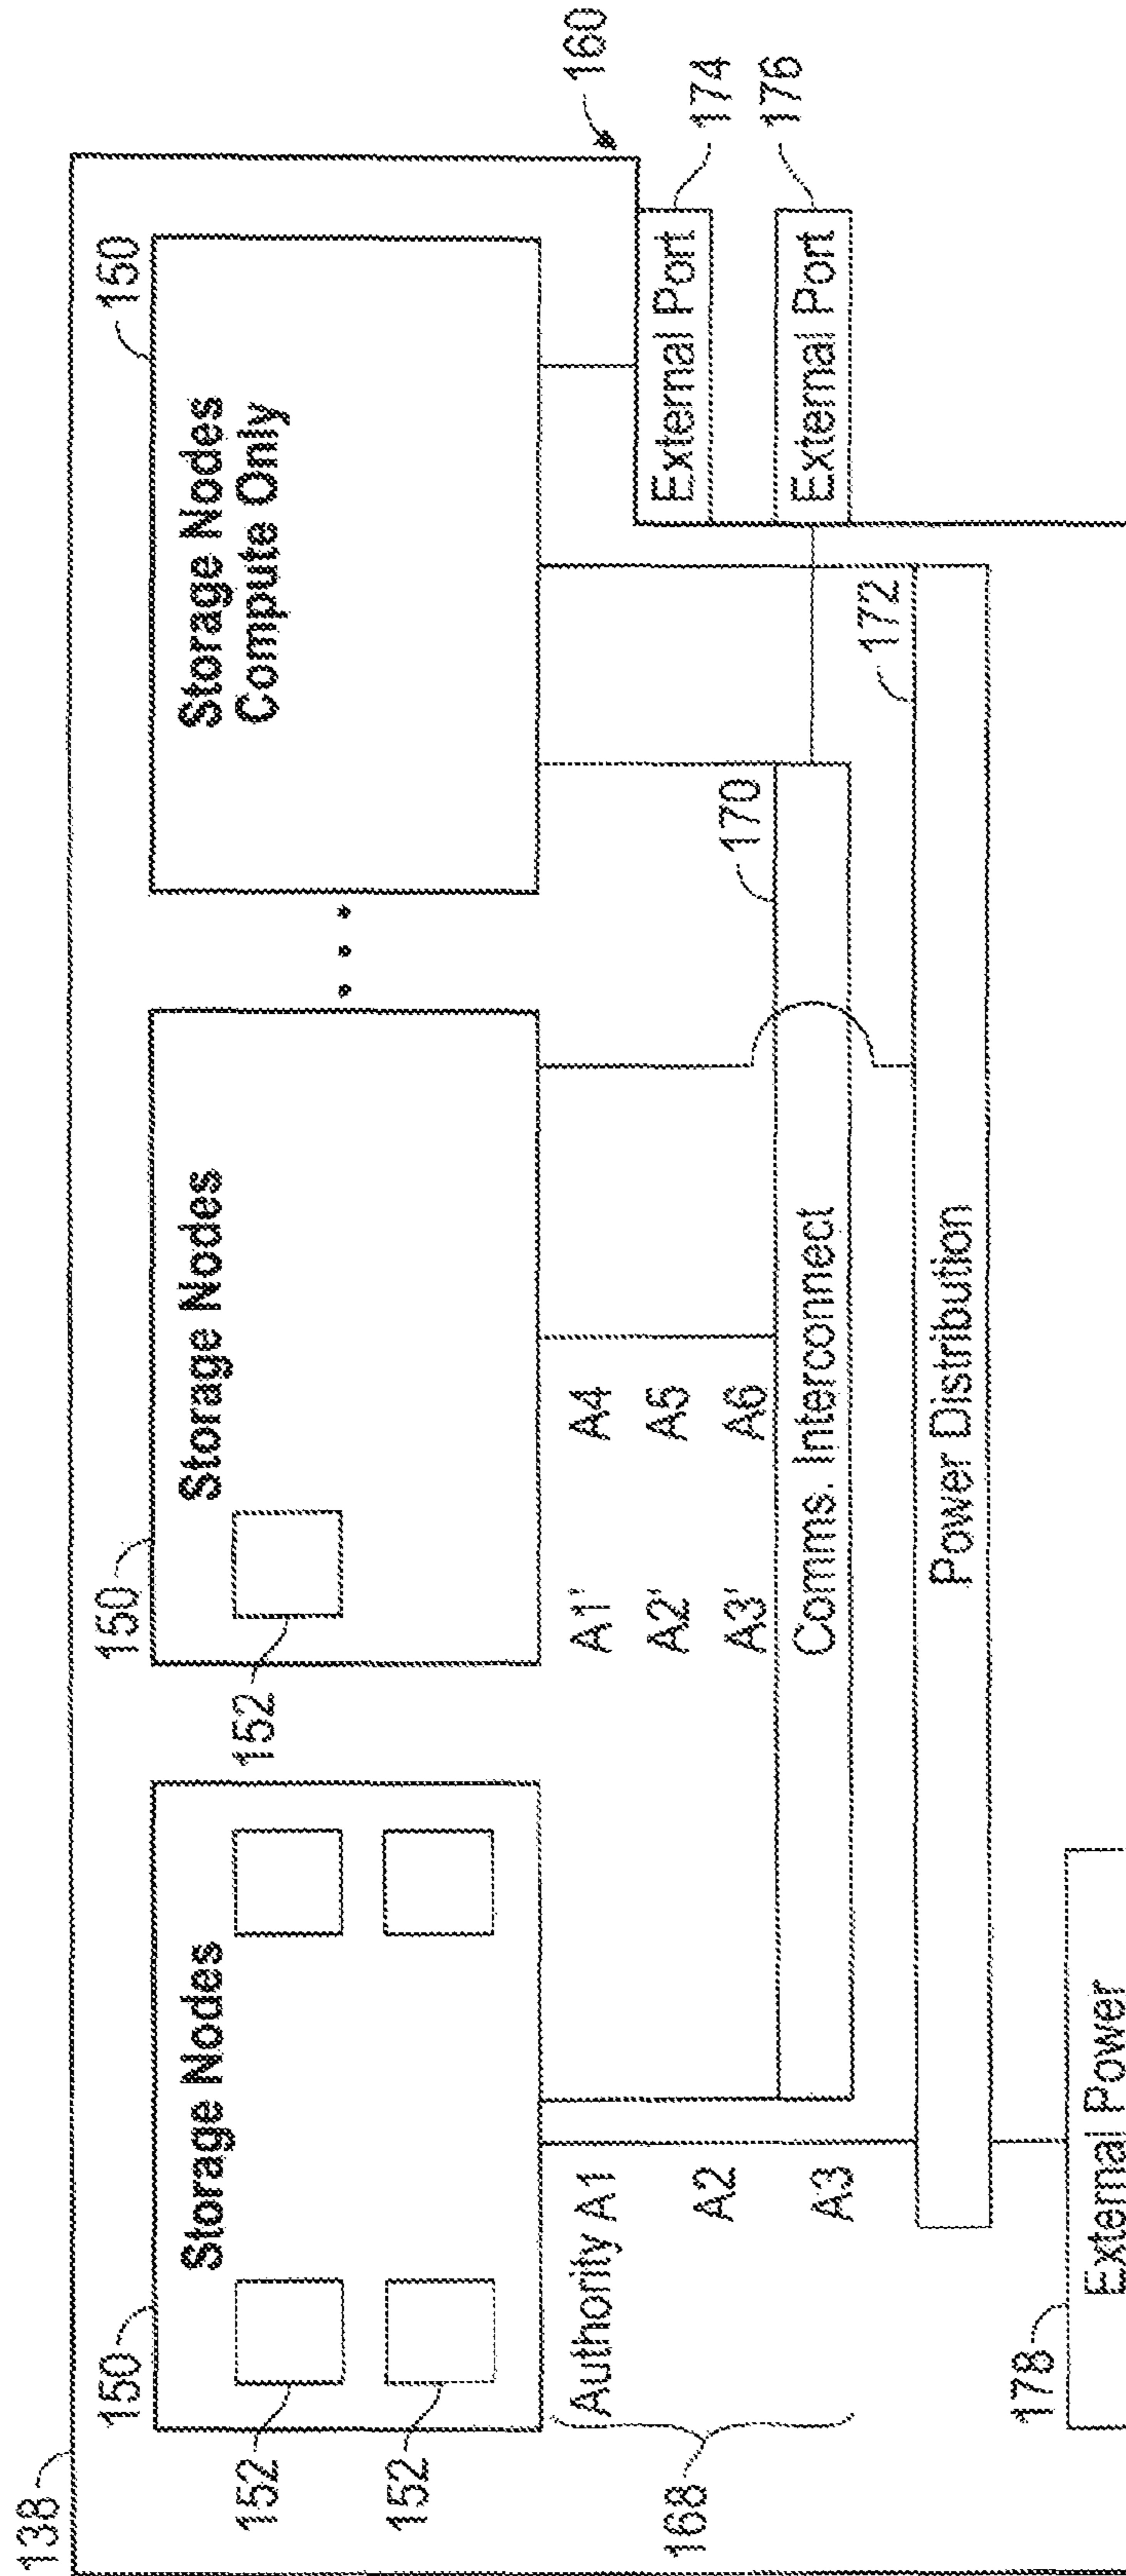 138
160
150
150
150
Storage Nodes
Storage Nodes
Storage Nodes
Compute Only
152
152
152
168
Authority A1
A2
A3
A1' A4
A2' A5
A3' A6
170
Comms. Interconnect
172
Power Distribution
External Port
174
External Port
176
178
External Power